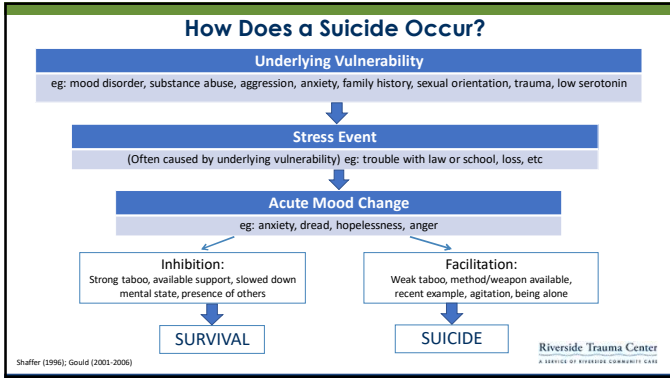 How Does a Suicide Occur?
Underlying Vulnerability
eg: mood disorder, substance abuse, aggression, anxiety, family history, sexual orientation, trauma, low serotonin
Stress Event
(Often caused by underlying vulnerability) eg: trouble with law or school, loss, etc
Acute Mood Change
eg: anxiety, dread, hopelessness, anger
Inhibition:
Strong taboo, available support, slowed down
mental state, presence of others
Facilitation:
Weak taboo, method/weapon available,
recent example, agitation, being alone
SURVIVAL
SUICIDE
Shaffer (1996); Gould (2001-2006)
Riverside Trauma Center
A SERVICE OF RIVERSIDE COMMUNITY CARE